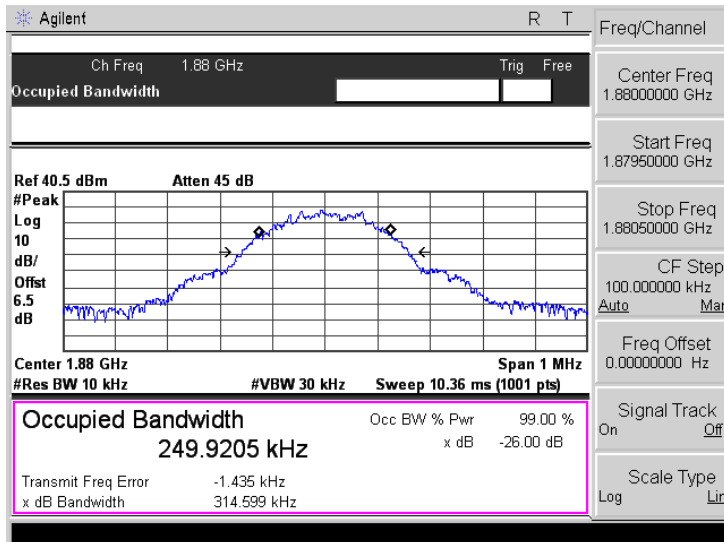 Agilent R T
Ch Freq 1.88 GHz Trig Free
Occupied Bandwidth
Ref 40.5 dBm Atten 45 dB
#Peak
Log
10
dB/
Offst
6.5
dB
Center 1.88 GHz Span 1 MHz
#Res BW 10 kHz #VBW 30 kHz Sweep 10.36 ms (1001 pts)
Occupied Bandwidth Occ BW % Pwr 99.00 %
249.9205 kHz x dB -26.00 dB
Transmit Freq Error -1.435 kHz
x dB Bandwidth 314.599 kHz
Freq/Channel
Center Freq
1.88000000 GHz
Start Freq
1.87950000 GHz
Stop Freq
1.88050000 GHz
CF Step
100.000000 kHz
Auto Man
Freq Offset
0.00000000 Hz
Signal Track
On Off
Scale Type
Log Lin